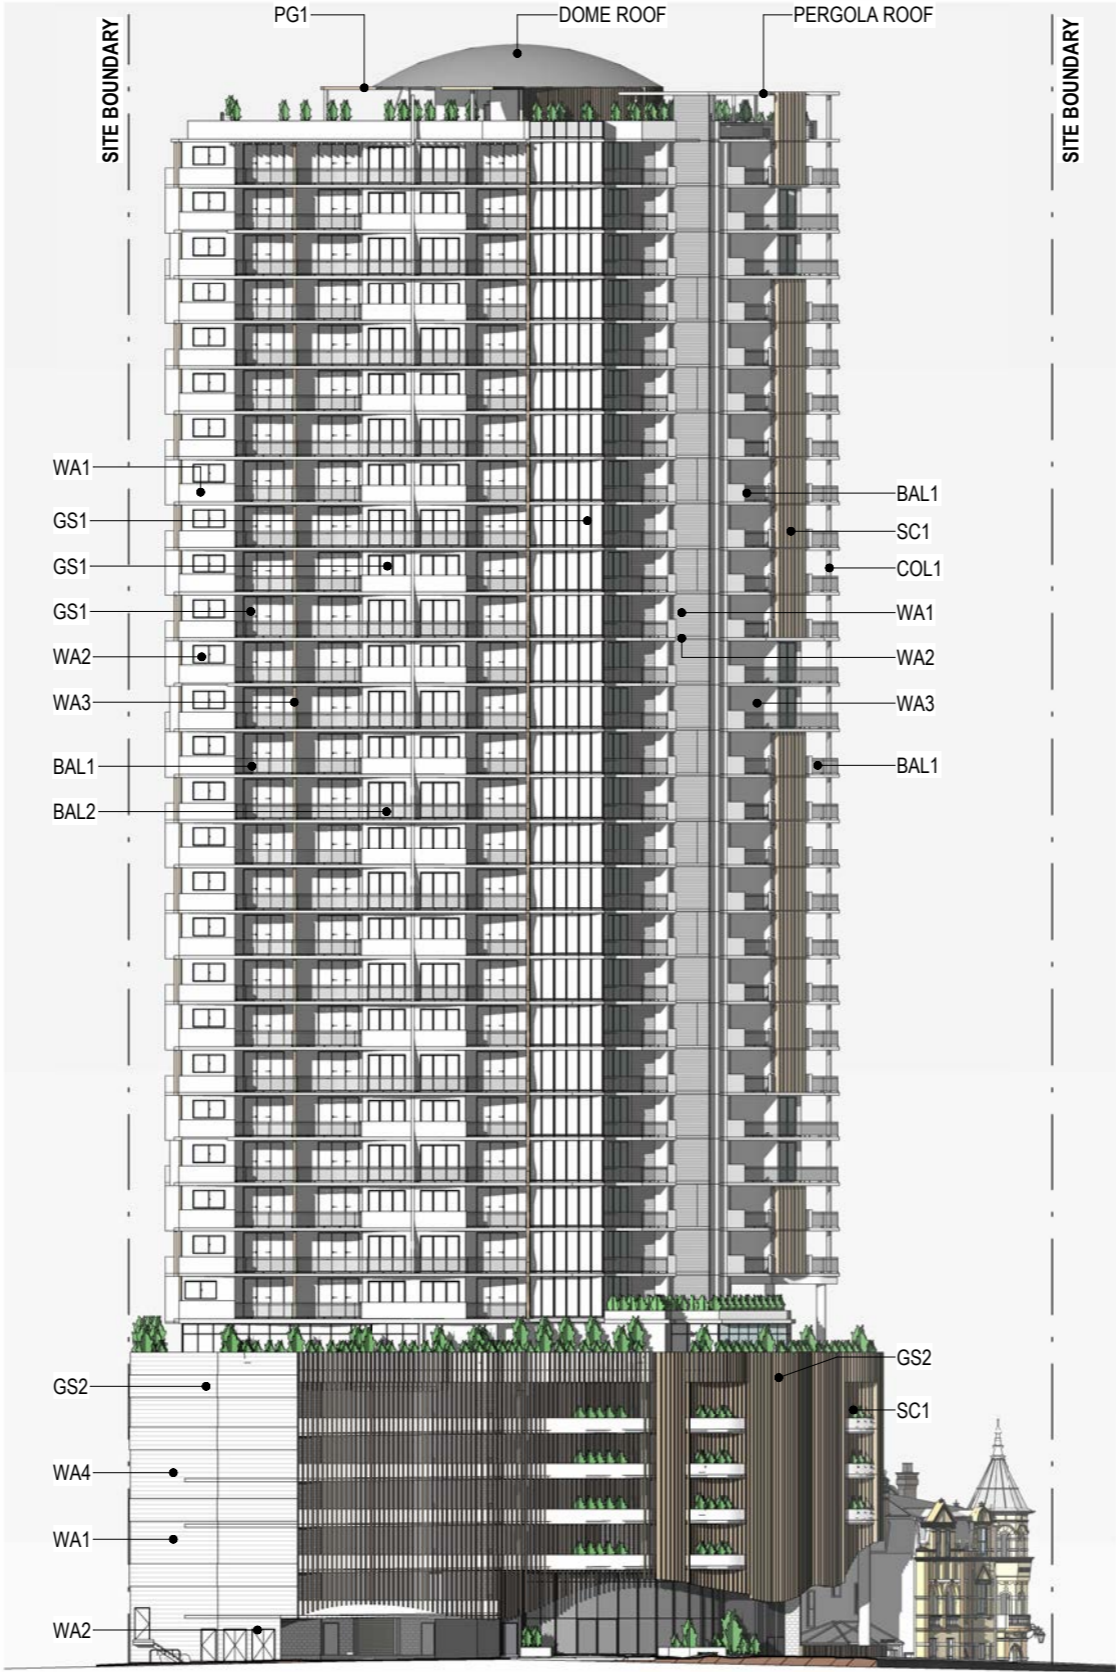 PG1
DOME ROOF
PERGOLA ROOF
SITE BOUNDARY
SITE BOUNDARY
WA1
GS1
GS1
GS1
WA2
WA3
BAL1
BAL2
BAL1
SC1
COL1
WA1
WA2
WA3
BAL1
GS2
WA4
WA1
WA2
GS2
SC1